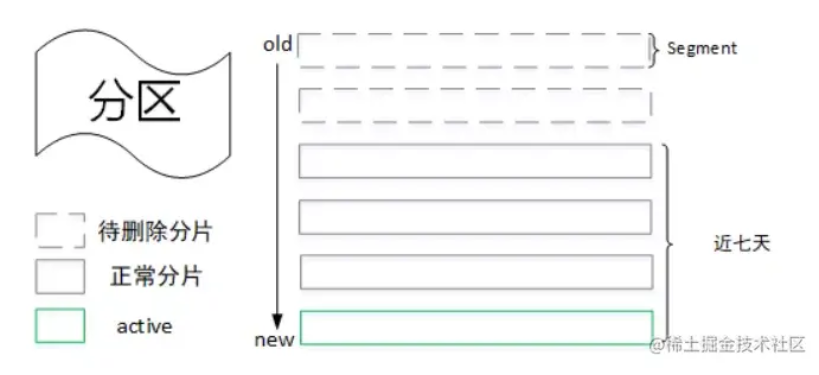 分区
待删除分片
正常分片
active
old
new
Segment
近七天
@稀土掘金技术社区